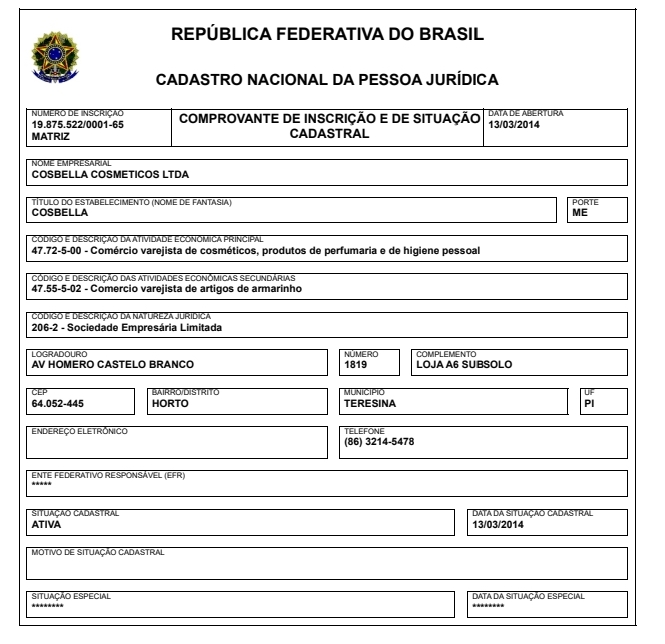 REPÚBLICA FEDERATIVA DO BRASIL
CADASTRO NACIONAL DA PESSOA JURÍDICA
NÚMERO DE INSCRIÇÃO
19.875.522/0001-65
MATRIZ
COMPROVANTE DE INSCRIÇÃO E DE SITUAÇÃO
CADASTRAL
DATA DE ABERTURA
13/03/2014
NOME EMPRESARIAL
COSBELLA COSMETICOS LTDA
TÍTULO DO ESTABELECIMENTO (NOME DE FANTASIA)
COSBELLA
PORTE
ME
CÓDIGO E DESCRIÇÃO DA ATIVIDADE ECONÔMICA PRINCIPAL
47.72-5-00 - Comércio varejista de cosméticos, produtos de perfumaria e de higiene pessoal
CÓDIGO E DESCRIÇÃO DAS ATIVIDADES ECONÔMICAS SECUNDÁRIAS
47.55-5-02 - Comercio varejista de artigos de armarinho
CÓDIGO E DESCRIÇÃO DA NATUREZA JURÍDICA
206-2 - Sociedade Empresária Limitada
LOGRADOURO
AV HOMERO CASTELO BRANCO
NÚMERO
1819
COMPLEMENTO
LOJA A6 SUBSOLO
CEP
64.052-445
BAIRRO/DISTRITO
HORTO
MUNICÍPIO
TERESINA
UF
PI
ENDEREÇO ELETRÔNICO
TELEFONE
(86) 3214-5478
ENTE FEDERATIVO RESPONSÁVEL (EFR)
*****
SITUAÇÃO CADASTRAL
ATIVA
DATA DA SITUAÇÃO CADASTRAL
13/03/2014
MOTIVO DE SITUAÇÃO CADASTRAL
SITUAÇÃO ESPECIAL
********
DATA DA SITUAÇÃO ESPECIAL
********